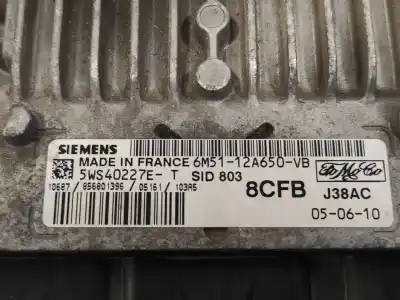 SIEMENS
MADE IN FRANCE 6M51-12A650-VB
5WS40227E- T SID 803
10687 / 856801396 / 05161 / 103A5
8CFB
FoMoCo
J38AC
05-06-10